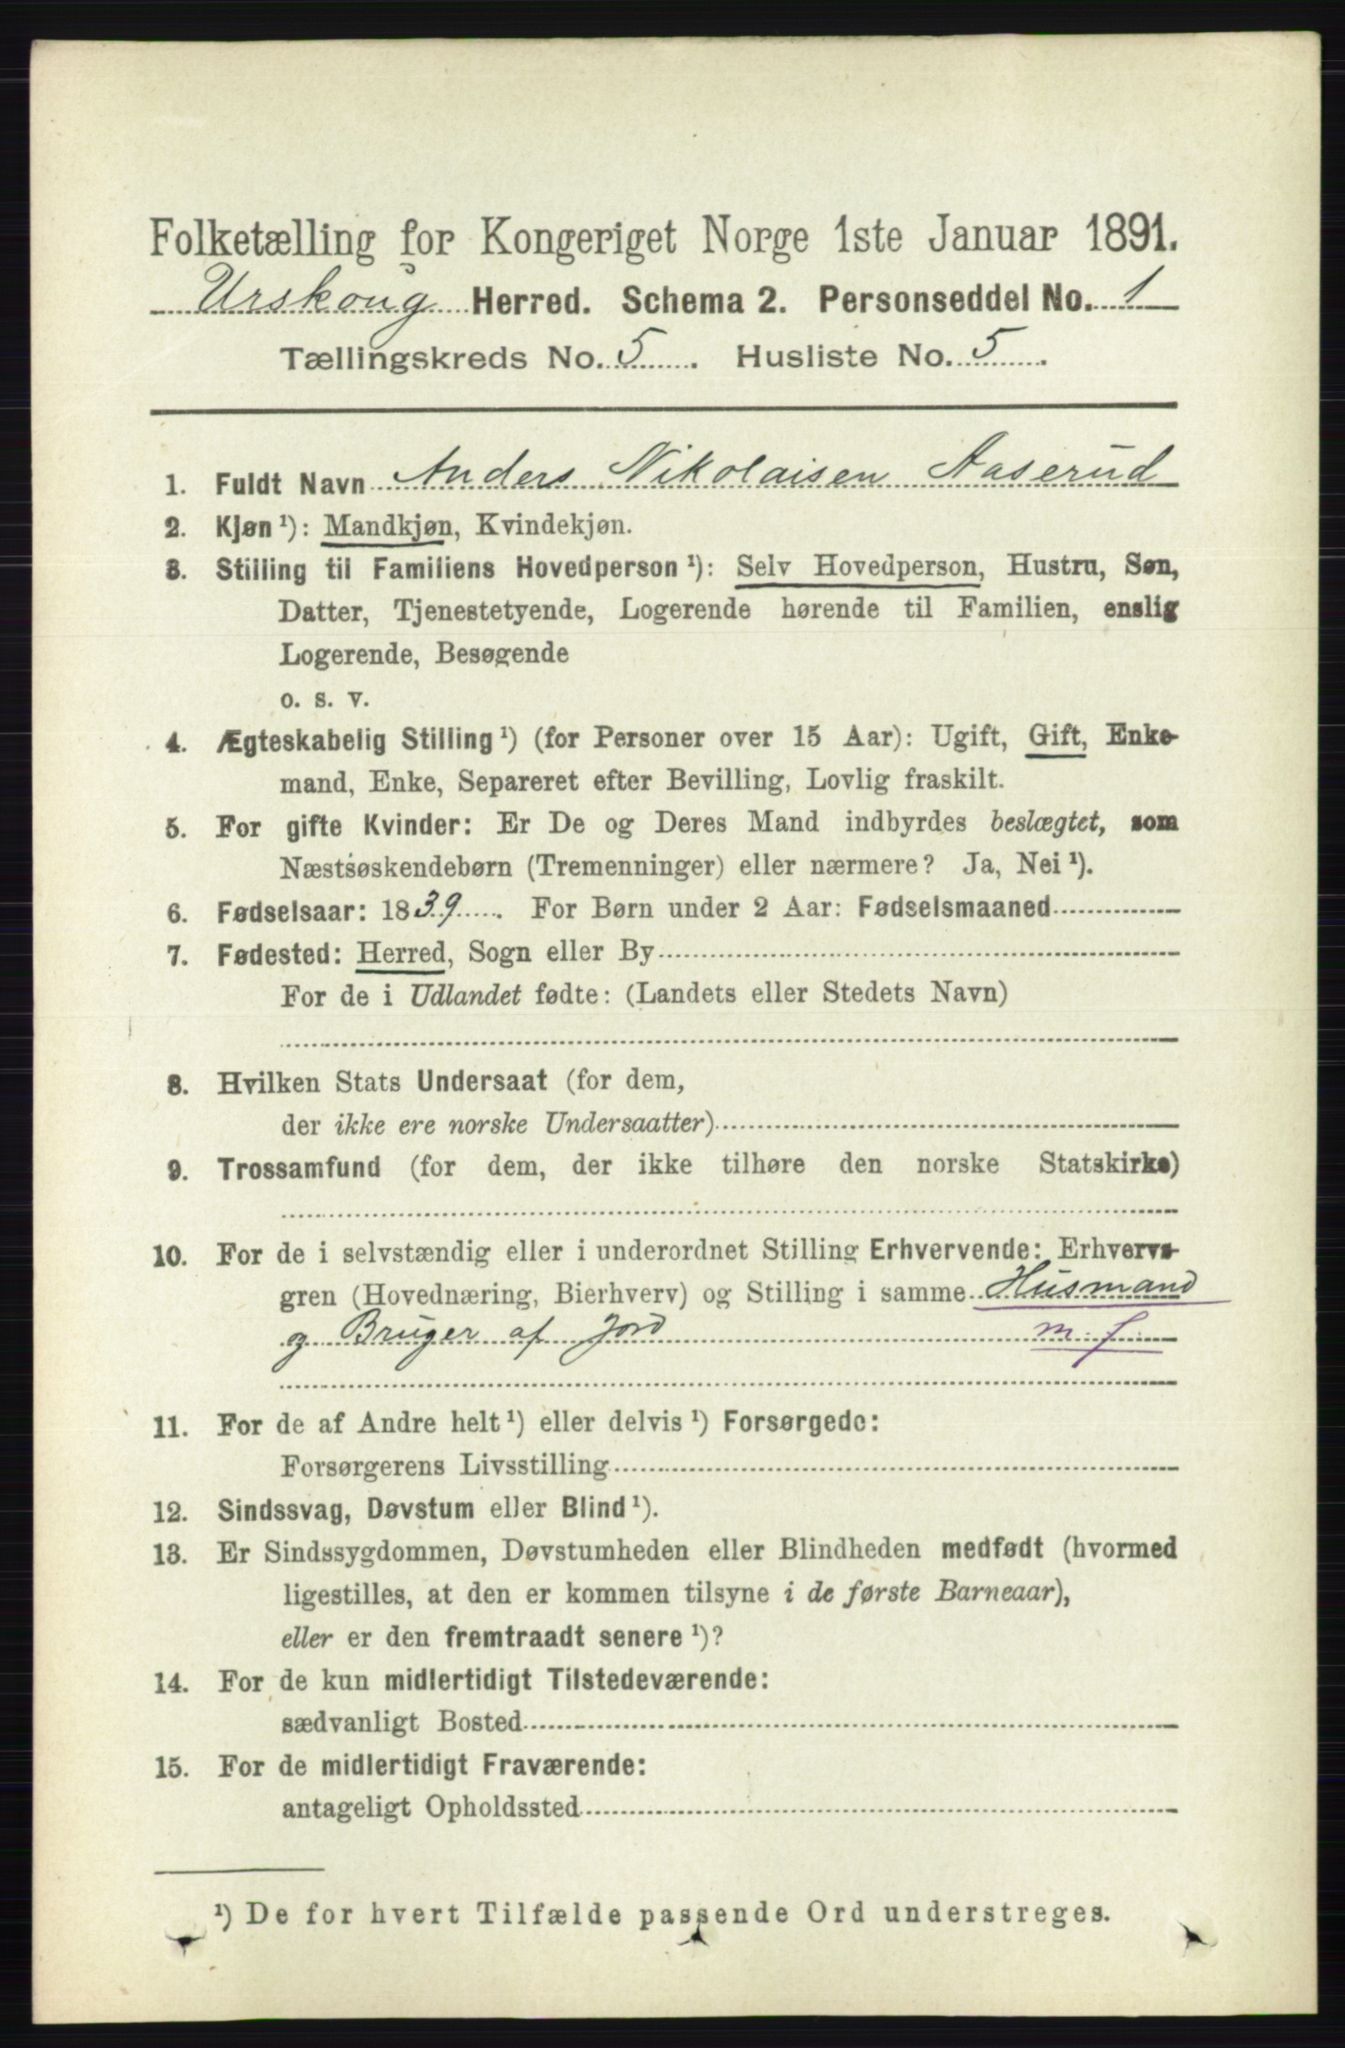 Folketælling for Kongeriget Norge 1ste Januar 1891.
Urskoug Herred. Schema 2. Personseddel No. 1
Tællingskreds No. 5. Husliste No. 5.
1. Fuldt Navn Anders Nikolaisen Aaserud
2. Kjøn ¹): Mandkjøn, Kvindekjøn.
3. Stilling til Familiens Hovedperson ¹): Selv Hovedperson, Hustru, Søn,
Datter, Tjenestetyende, Logerende hørende til Familien, enslig
Logerende, Besøgende
o. s. v.
4. Ægteskabelig Stilling ¹) (for Personer over 15 Aar): Ugift, Gift, Enke-
mand, Enke, Separeret efter Bevilling, Lovlig fraskilt.
5. For gifte Kvinder: Er De og Deres Mand indbyrdes beslægtet, som
Næstsøskendebørn (Tremenninger) eller nærmere? Ja, Nei ¹).
6. Fødselsaar: 1839. For Børn under 2 Aar: Fødselsmaaned
7. Fødested: Herred, Sogn eller By
For de i Udlandet fødte: (Landets eller Stedets Navn)
8. Hvilken Stats Undersaat (for dem,
der ikke ere norske Undersaatter)
9. Trossamfund (for dem, der ikke tilhøre den norske Statskirke)
10. For de i selvstændig eller i underordnet Stilling Erhvervende: Erhvervs-
gren (Hovednæring, Bierhverv) og Stilling i samme Husmand
og Bruger af Jord m. J.
11. For de af Andre helt ¹) eller delvis ¹) Forsørgede:
Forsørgerens Livsstilling
12. Sindssvag, Døvstum eller Blind ¹).
13. Er Sindssygdommen, Døvstumheden eller Blindheden medfødt (hvormed
ligestilles, at den er kommen tilsyne i de første Barneaar),
eller er den fremtraadt senere ¹)?
14. For de kun midlertidigt Tilstedeværende:
sædvanligt Bosted
15. For de midlertidigt Fraværende:
antageligt Opholdssted
¹) De for hvert Tilfælde passende Ord understreges.